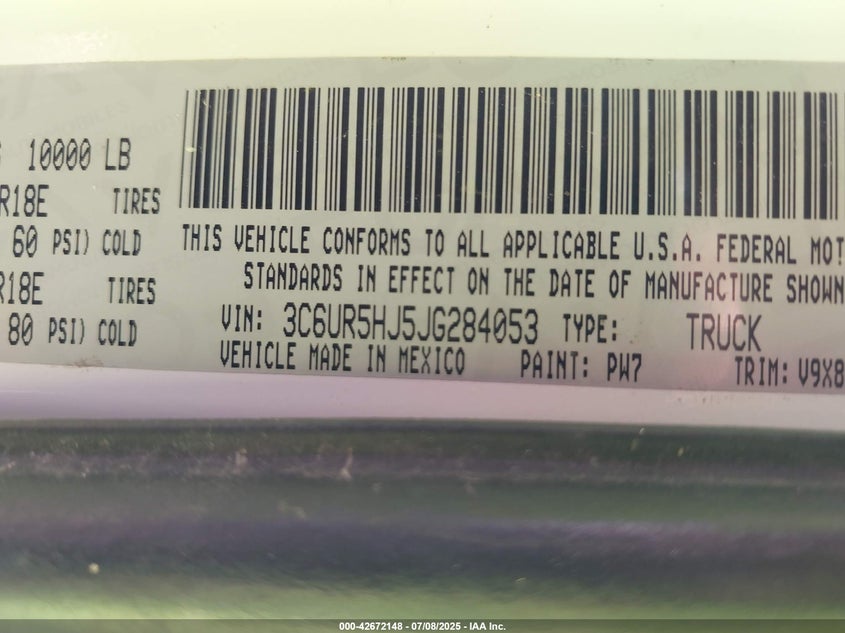 G 10000 LB
R18E TIRES
60 PSI) COLD
R18E TIRES
80 PSI) COLD
THIS VEHICLE CONFORMS TO ALL APPLICABLE U.S.A. FEDERAL MOT
STANDARDS IN EFFECT ON THE DATE OF MANUFACTURE SHOWN
VIN: 3C6UR5HJ5JG284053 TYPE: TRUCK
VEHICLE MADE IN MEXICO PAINT: PW7 TRIM: V9X8
000-42672148 - 07/08/2025 - IAA Inc.